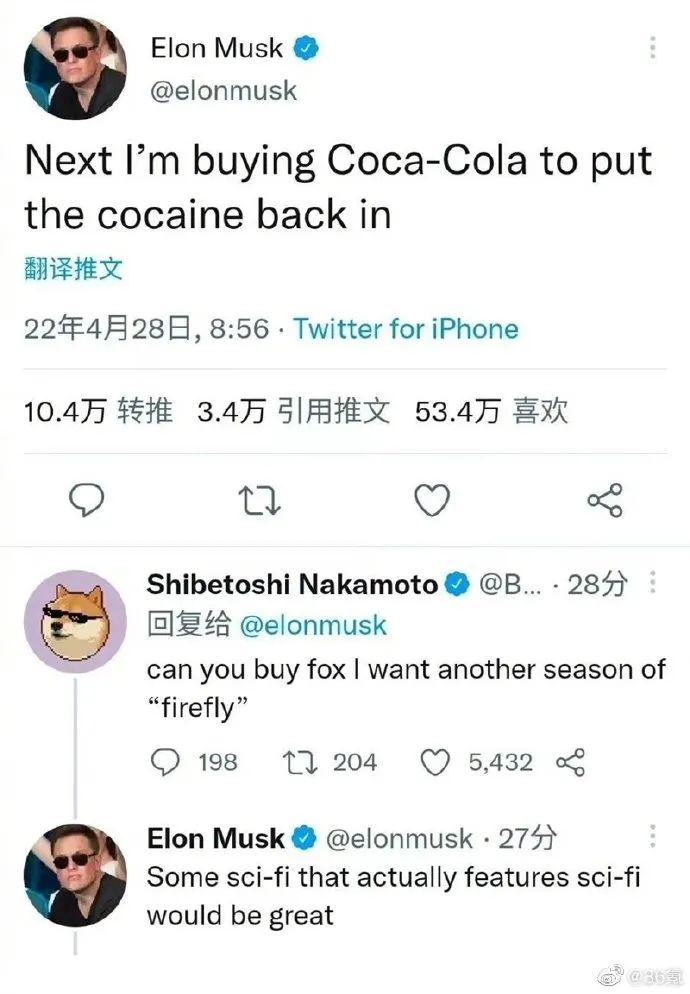 Elon Musk
@elonmusk
Next I’m buying Coca-Cola to put
the cocaine back in
翻译推文
22年4月28日, 8:56 · Twitter for iPhone
10.4万 转推 3.4万 引用推文 53.4万 喜欢
Shibetoshi Nakamoto @B... · 28分
回复给 @elonmusk
can you buy fox I want another season of
“firefly”
198 204 5,432
Elon Musk @elonmusk · 27分
Some sci-fi that actually features sci-fi
would be great
@36氪